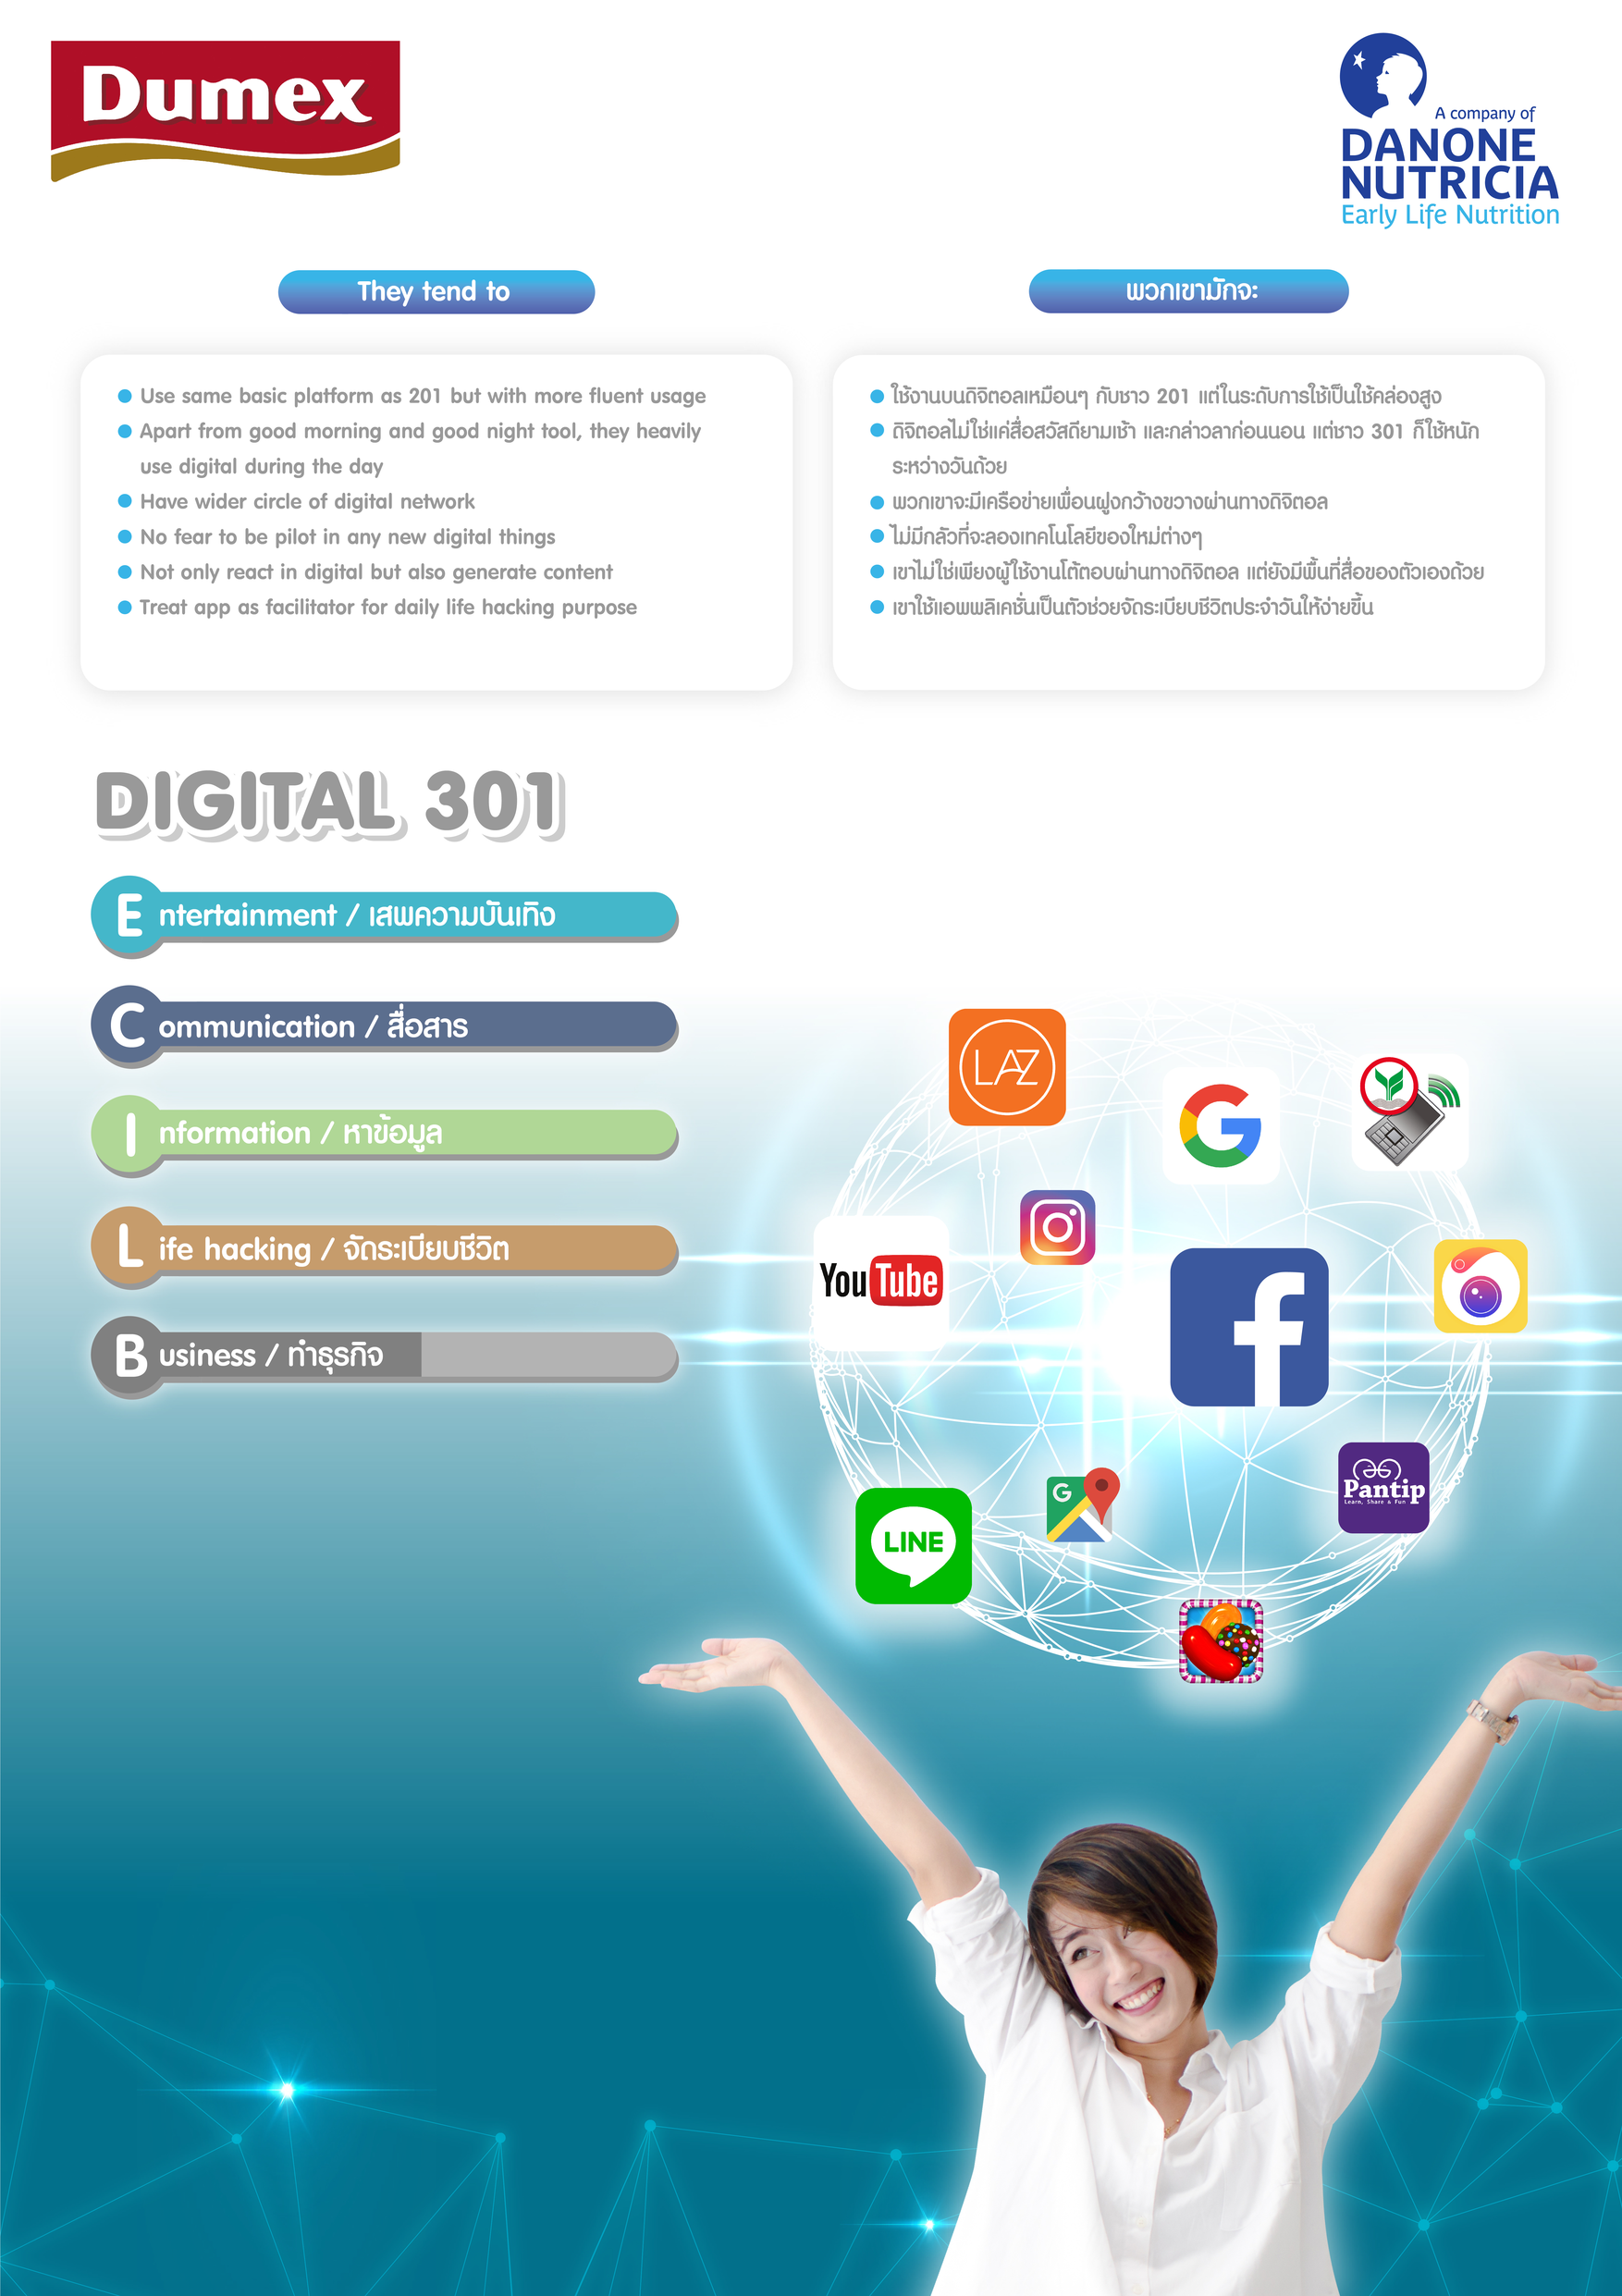 Dumex
A company of
DANONE
NUTRICIA
Early Life Nutrition
They tend to
Use same basic platform as 201 but with more fluent usage
Apart from good morning and good night tool, they heavily
use digital during the day
Have wider circle of digital network
No fear to be pilot in any new digital things
Not only react in digital but also generate content
Treat app as facilitator for daily life hacking purpose
พวกเขามักจะ
ใช้งานบนดิจิตอลเหมือนๆ กับชาว 201 แต่ในระดับการใช้เป็นใช้คล่องสูง
ดิจิตอลไม่ใช่แค่สื่อสวัสดียามเช้า และกล่าวลาก่อนนอน แต่ชาว 301 ก็ใช้หนัก
ระหว่างวันด้วย
พวกเขาจะมีเครือข่ายเพื่อนฝูงกว้างขวางผ่านทางดิจิตอล
ไม่มีกลัวที่จะลองเทคโนโลยีของใหม่ต่างๆ
เขาไม่ใช่เพียงผู้ใช้งานโต้ตอบผ่านทางดิจิตอล แต่ยังมีพื้นที่สื่อของตัวเองด้วย
เขาใช้แอพพลิเคชั่นเป็นตัวช่วยจัดระเบียบชีวิตประจำวันให้ง่ายขึ้น
DIGITAL 301
Entertainment / เสพความบันเทิง
Communication / สื่อสาร
Information / หาข้อมูล
Life hacking / จัดระเบียบชีวิต
Business / ทำธุรกิจ
LAZ
G
YouTube
f
LINE
G
Pantip
Learn, Share & Fun